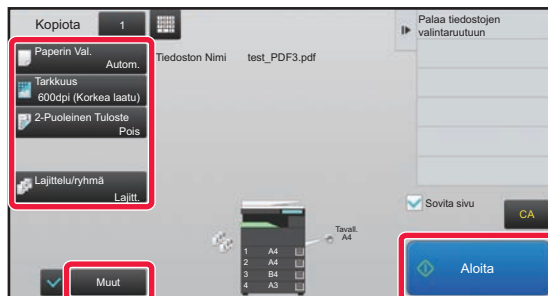 Kopiota 1
Paperin Val.
Autom.
Tarkkuus
600dpi (Korkea laatu)
2-Puoleinen Tuloste
Pois
Lajittelu/ryhmä
Lajitt.
Muut
Tiedoston Nimi test_PDF3.pdf
Tavall.
A4
1 A4
2 A4
3 B4
4 A3
Palaa tiedostojen
valintaruutuun
Sovita sivu
CA
Aloita